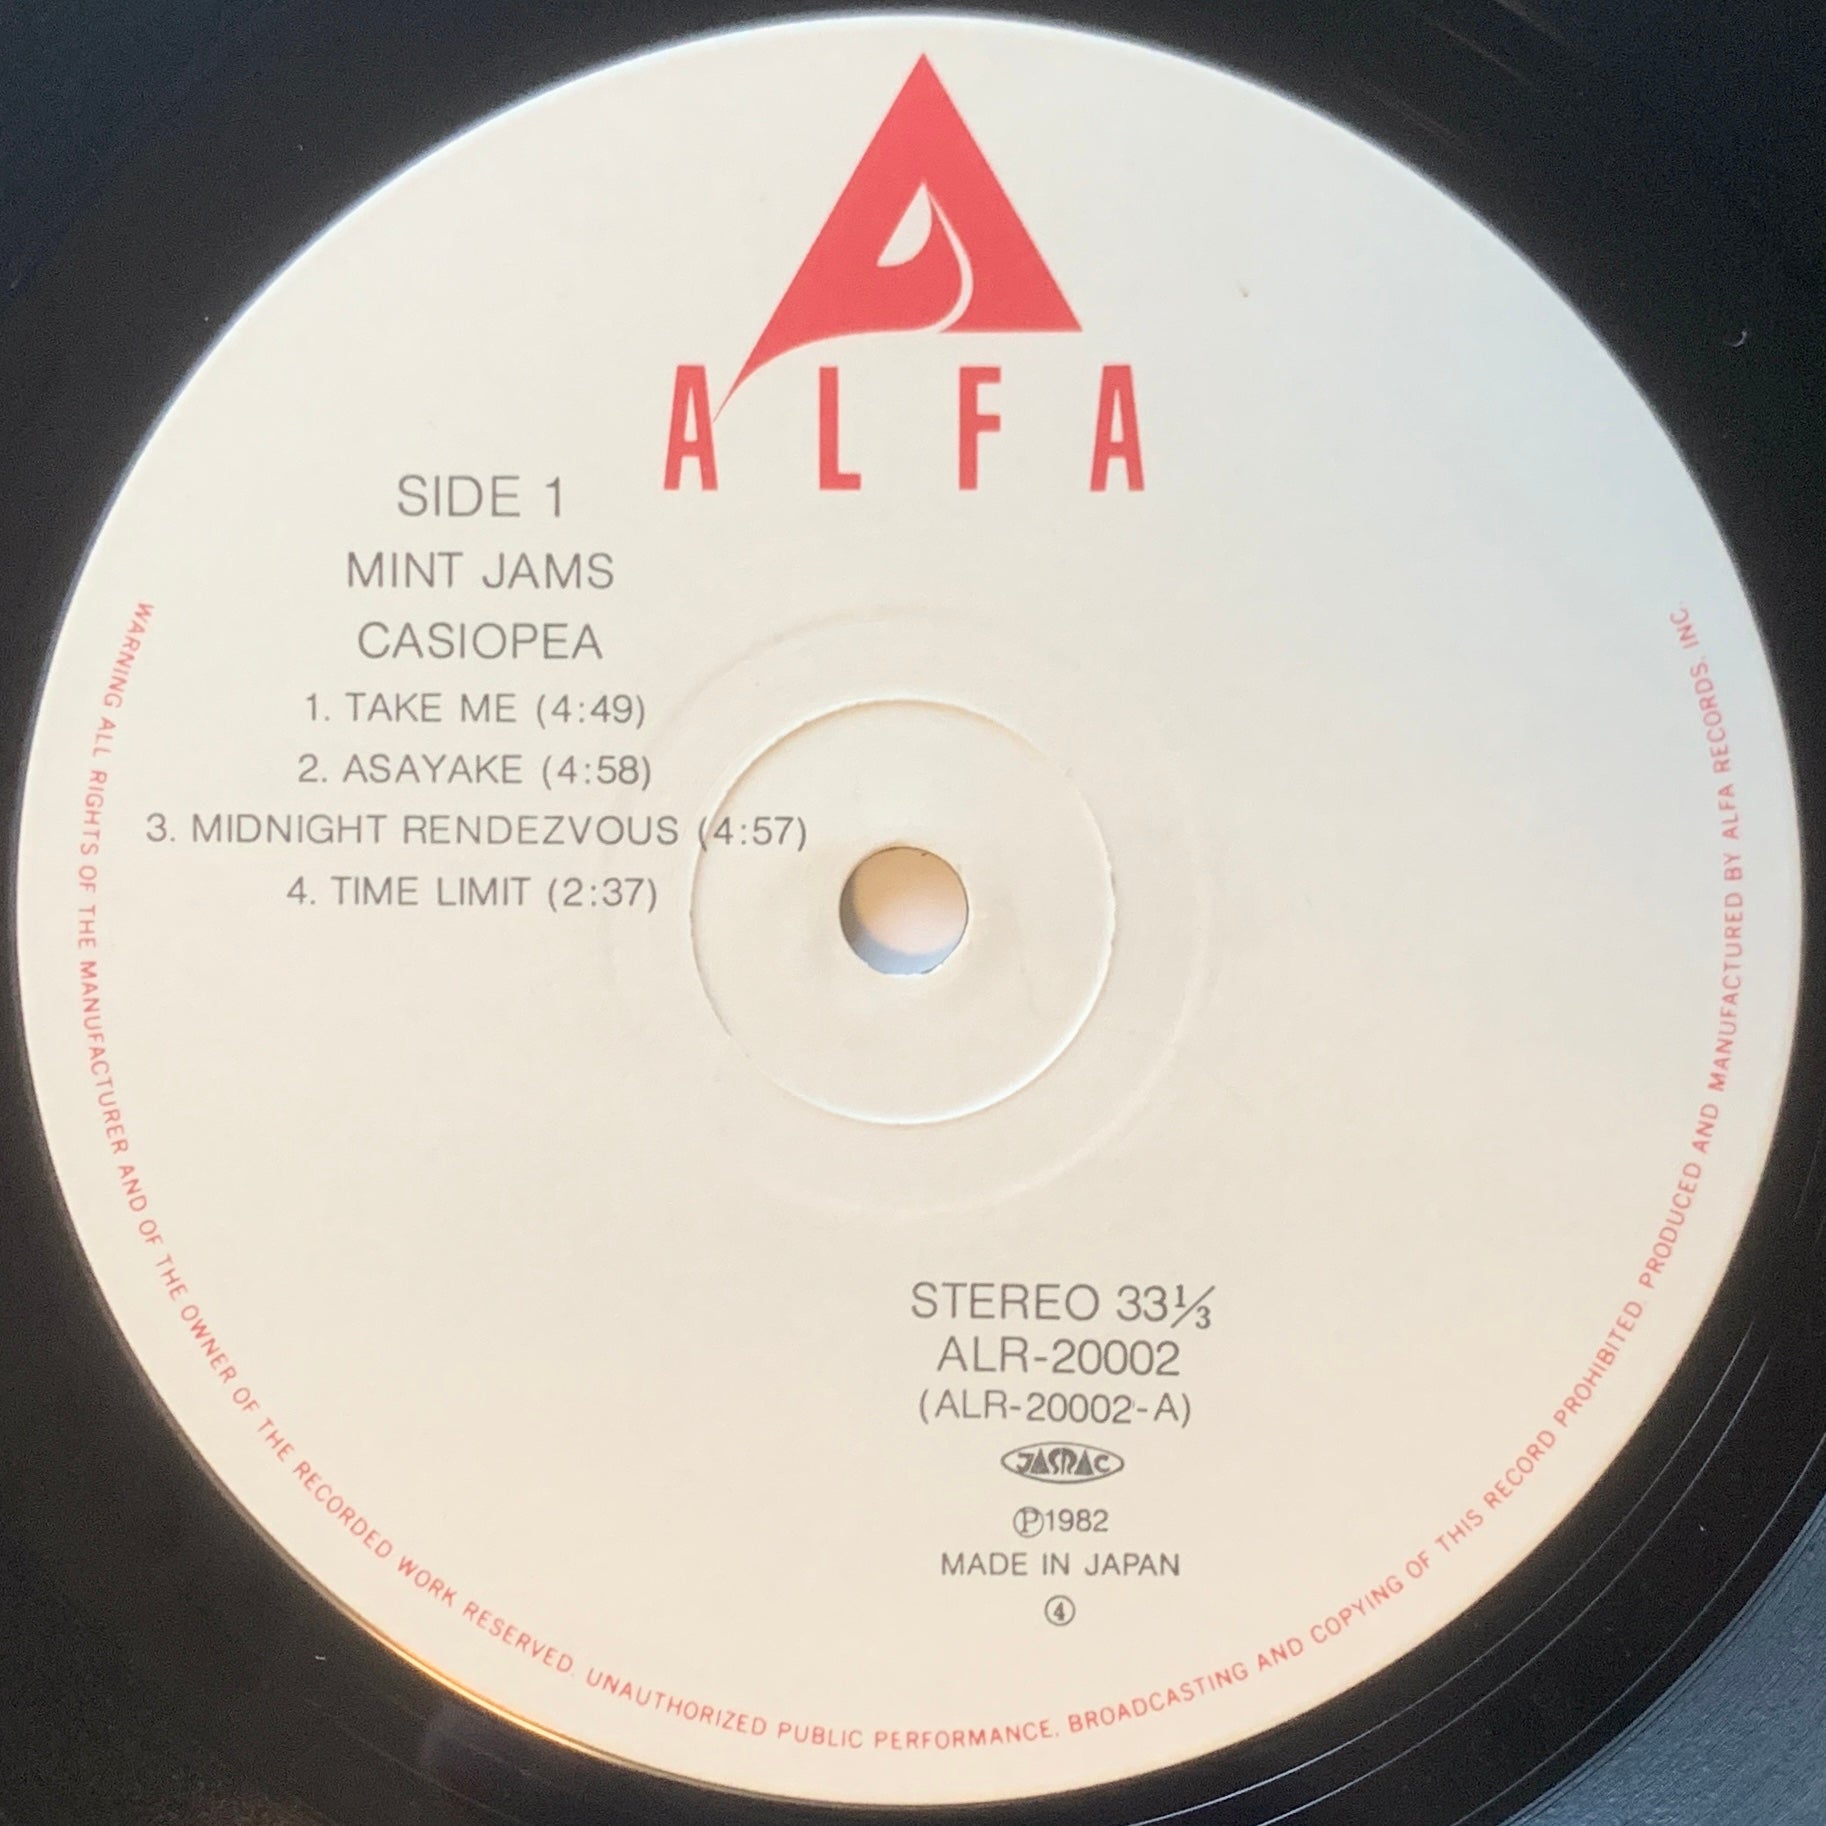 ALFA
SIDE 1
MINT JAMS
CASIOPEA
1. TAKE ME (4:49)
2. ASAYAKE (4:58)
3. MIDNIGHT RENDEZVOUS (4:57)
4. TIME LIMIT (2:37)
STEREO 33⅓
ALR-20002
(ALR-20002-A)
JASRAC
Ⓟ1982
MADE IN JAPAN
④
WARNING ALL RIGHTS OF THE MANUFACTURER AND OF THE OWNER OF THE RECORDED WORK RESERVED. UNAUTHORIZED PUBLIC PERFORMANCE, BROADCASTING AND COPYING OF THIS RECORD PROHIBITED. PRODUCED AND MANUFACTURED BY ALFA RECORDS, INC.